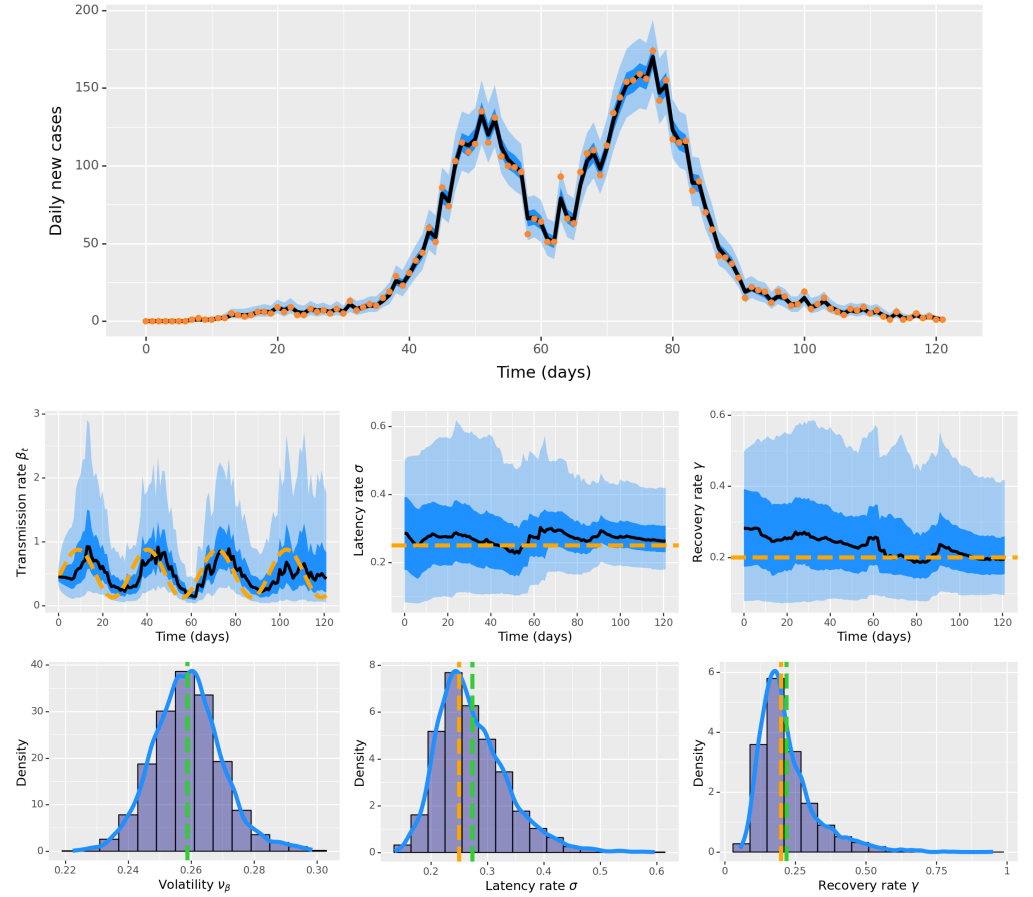 200
150
100
50
0
Daily new cases
0 20 40 60 80 100 120
Time (days)
3
2
1
0
Transmission rate βt
0 20 40 60 80 100 120
Time (days)
0.6
0.4
0.2
Latency rate σ
0 20 40 60 80 100 120
Time (days)
0.6
0.4
0.2
Recovery rate γ
0 20 40 60 80 100 120
Time (days)
40
30
20
10
0
Density
0.22 0.24 0.26 0.28 0.30
Volatility νβ
8
6
4
2
0
Density
0.2 0.3 0.4 0.5 0.6
Latency rate σ
6
4
2
0
Density
0 0.25 0.5 0.75 1
Recovery rate γ